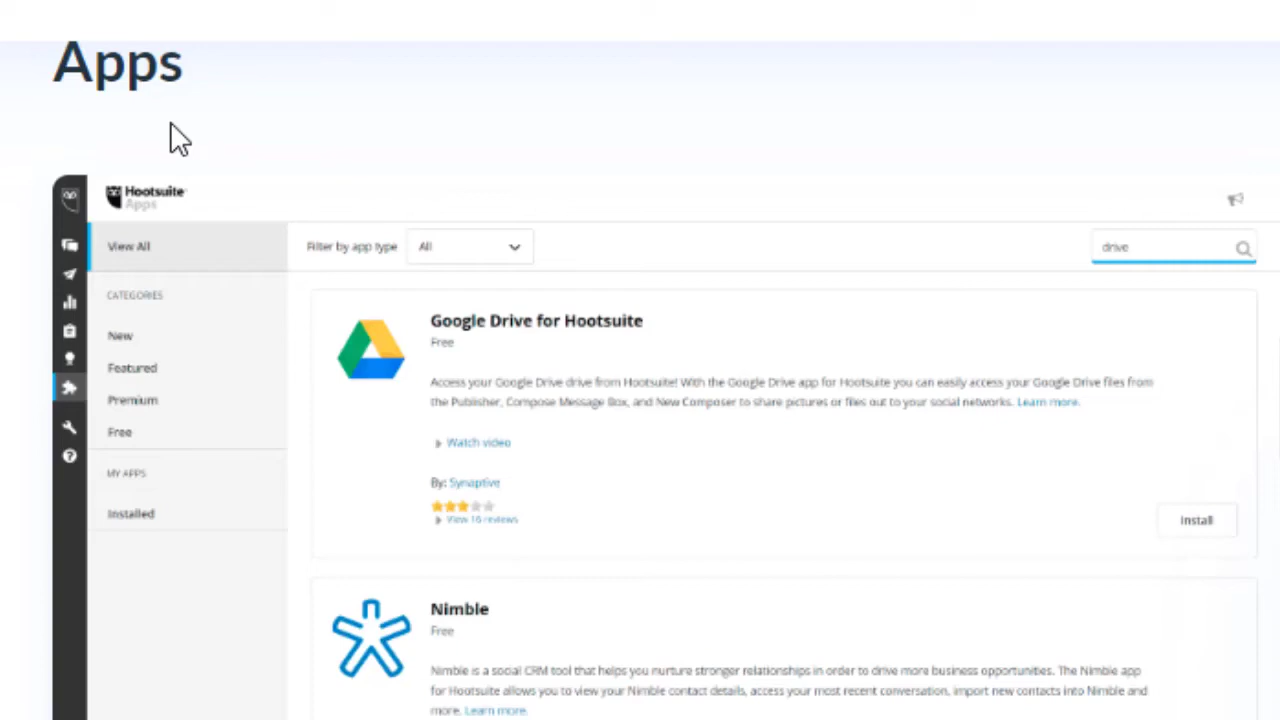 Apps
Hootsuite
Apps
View All
Filter by app type
All
drive
CATEGORIES
New
Featured
Premium
Free
MY APPS
Installed
Google Drive for Hootsuite
Free
Access your Google Drive drive from Hootsuite! With the Google Drive app for Hootsuite you can easily access your Google Drive files from
the Publisher, Compose Message Box, and New Composer to share pictures or files out to your social networks. Learn more.
Watch video
By: Synaptive
View 16 reviews
Install
Nimble
Free
Nimble is a social CRM tool that helps you nurture stronger relationships in order to drive more business opportunities. The Nimble app
for Hootsuite allows you to view your Nimble contact details, access your most recent conversation, import new contacts into Nimble and
more. Learn more.